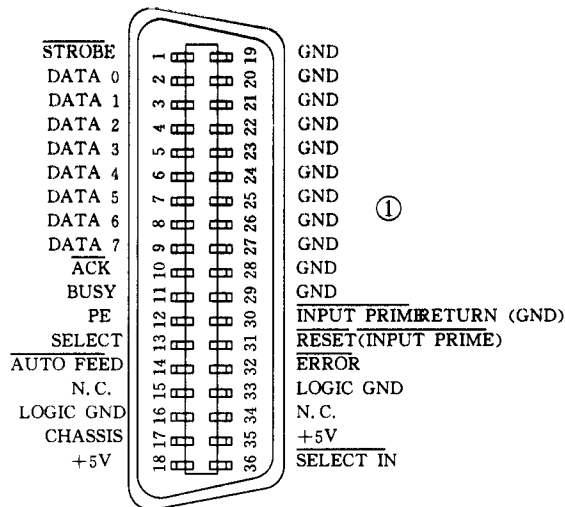 STROBE 1 19 GND
DATA 0 2 20 GND
DATA 1 3 21 GND
DATA 2 4 22 GND
DATA 3 5 23 GND
DATA 4 6 24 GND
DATA 5 7 25 GND
DATA 6 8 26 GND
DATA 7 9 27 GND
ACK 10 28 GND
BUSY 11 29 GND
PE 12 30 INPUT PRIME RETURN (GND)
SELECT 13 31 RESET (INPUT PRIME)
AUTO FEED 14 32 ERROR
N.C. 15 33 LOGIC GND
LOGIC GND 16 34 N.C.
CHASSIS 17 35 +5V
+5V 18 36 SELECT IN
①